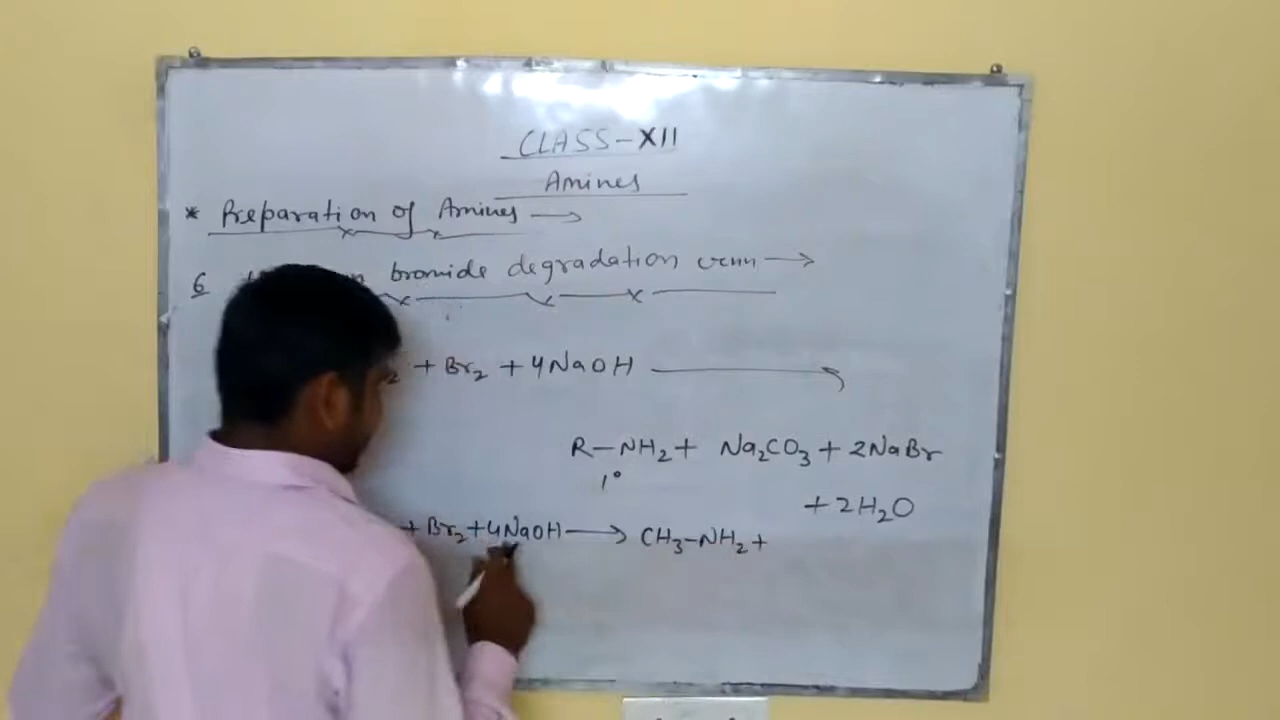 CLASS-XII
Amines
* Preparation of Amines →
6 bromide degradation rxn →
+ Br₂ + 4NaOH →
R-NH₂ + Na₂CO₃ + 2NaBr
1°
+ 2H₂O
+ Br₂ + 4NaOH → CH₃-NH₂ +